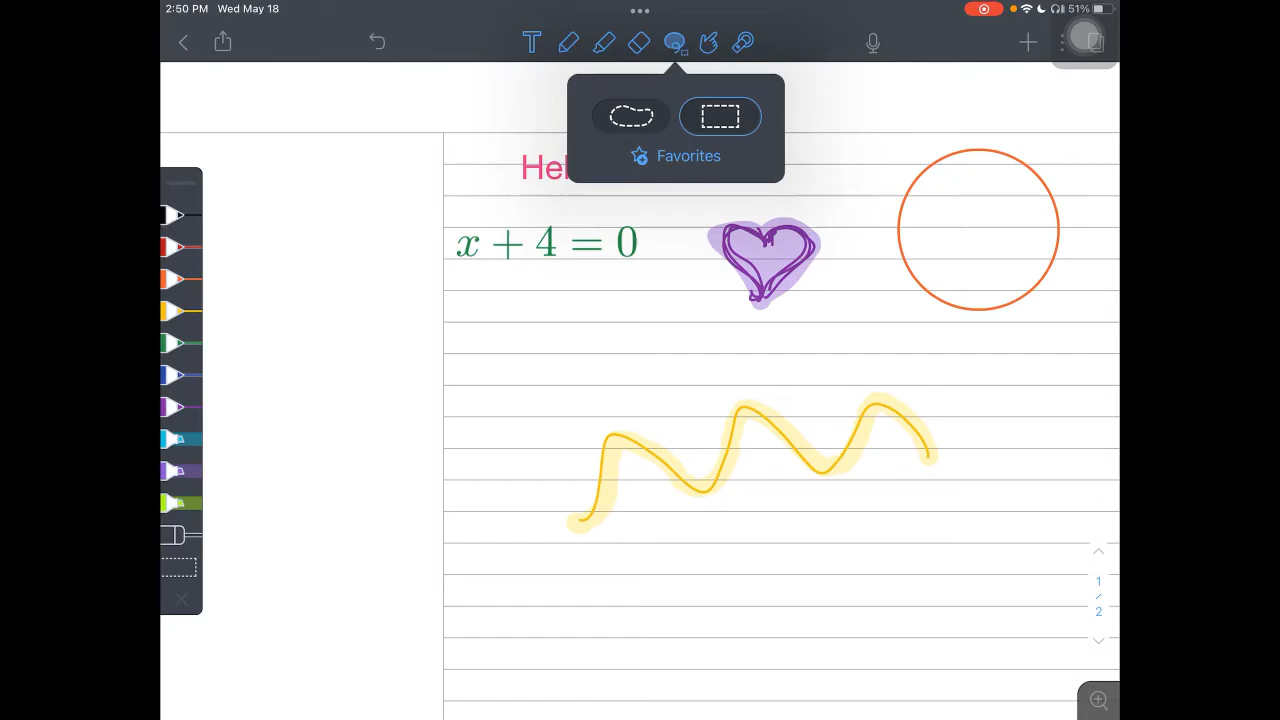 2:50 PM Wed May 18
51%
T
Favorites
Hel
x + 4 = 0
1
/
2